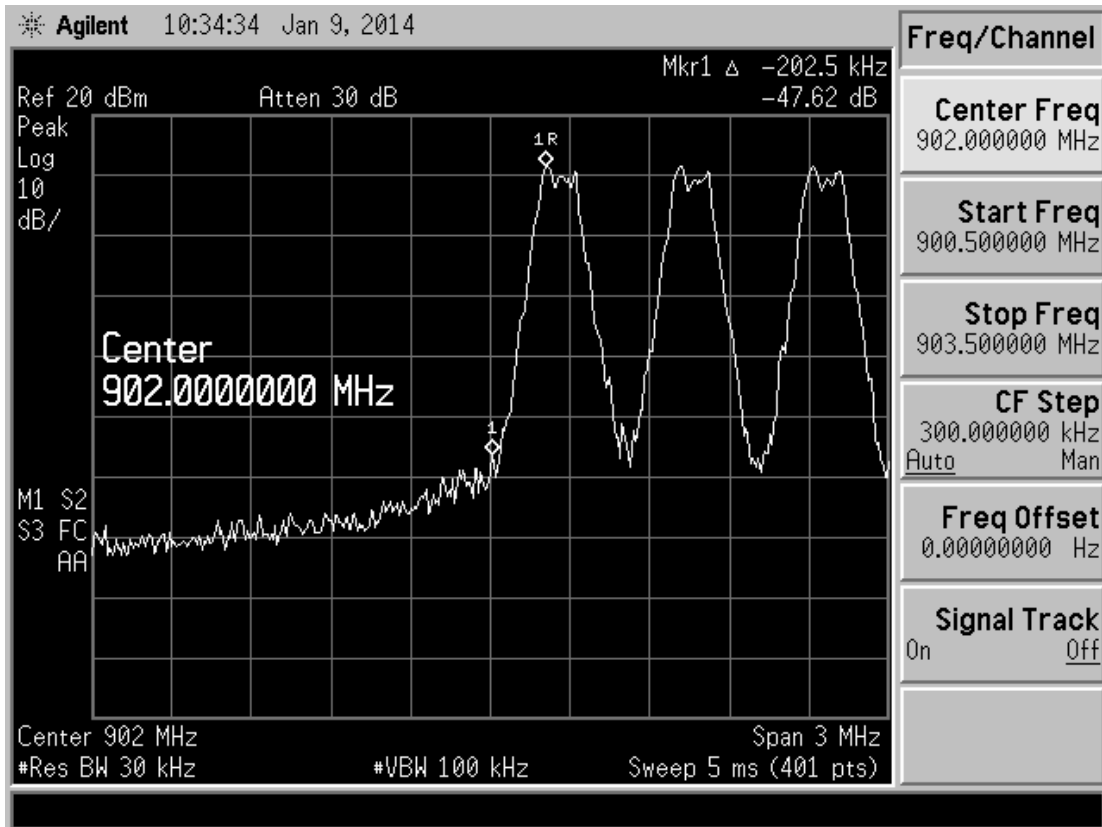 Agilent 10:34:34 Jan 9, 2014
Mkr1 Δ -202.5 kHz
Ref 20 dBm Atten 30 dB -47.62 dB
Peak
Log
10
dB/
1R
Center
902.0000000 MHz
1
M1 S2
S3 FC
AA
Center 902 MHz Span 3 MHz
#Res BW 30 kHz #VBW 100 kHz Sweep 5 ms (401 pts)
Freq/Channel
Center Freq
902.000000 MHz
Start Freq
900.500000 MHz
Stop Freq
903.500000 MHz
CF Step
300.000000 kHz
Auto Man
Freq Offset
0.00000000 Hz
Signal Track
On Off